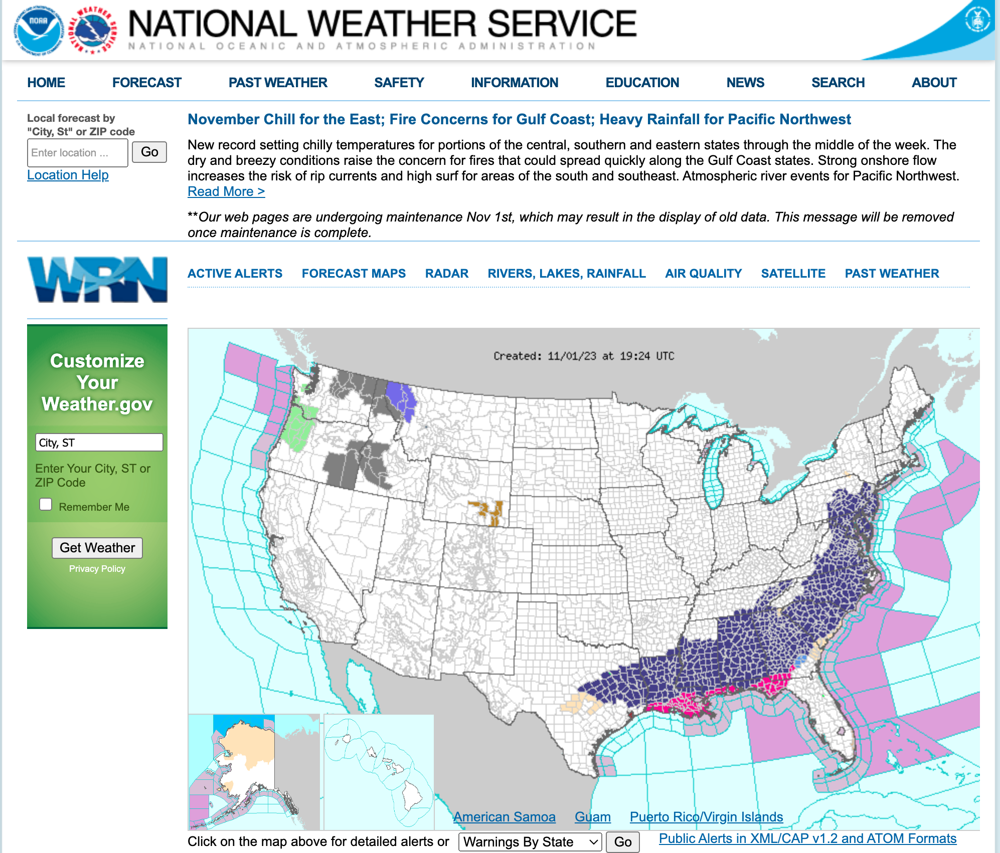 NOAA
NATIONAL WEATHER SERVICE
NATIONAL OCEANIC AND ATMOSPHERIC ADMINISTRATION
HOME FORECAST PAST WEATHER SAFETY INFORMATION EDUCATION NEWS SEARCH ABOUT
Local forecast by
"City, St" or ZIP code
Enter location ...
Go
Location Help
November Chill for the East; Fire Concerns for Gulf Coast; Heavy Rainfall for Pacific Northwest
New record setting chilly temperatures for portions of the central, southern and eastern states through the middle of the week. The
dry and breezy conditions raise the concern for fires that could spread quickly along the Gulf Coast states. Strong onshore flow
increases the risk of rip currents and high surf for areas of the south and southeast. Atmospheric river events for Pacific Northwest.
Read More >
**Our web pages are undergoing maintenance Nov 1st, which may result in the display of old data. This message will be removed
once maintenance is complete.
WRN
ACTIVE ALERTS FORECAST MAPS RADAR RIVERS, LAKES, RAINFALL AIR QUALITY SATELLITE PAST WEATHER
Customize
Your
Weather.gov
City, ST
Enter Your City, ST or
ZIP Code
Remember Me
Get Weather
Privacy Policy
Created: 11/01/23 at 19:24 UTC
American Samoa Guam Puerto Rico/Virgin Islands
Click on the map above for detailed alerts or Warnings By State Go Public Alerts in XML/CAP v1.2 and ATOM Formats